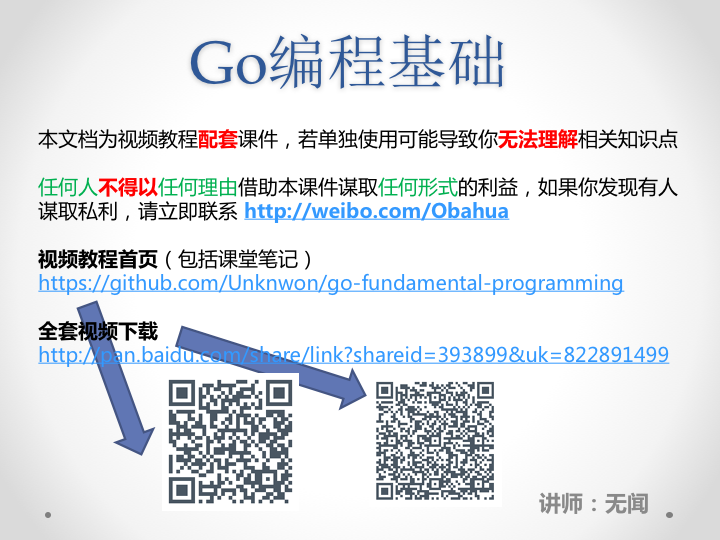 Go编程基础
本文档为视频教程配套课件，若单独使用可能导致你无法理解相关知识点
任何人不得以任何理由借助本课件谋取任何形式的利益，如果你发现有人
谋取私利，请立即联系 http://weibo.com/Obahua
视频教程首页（包括课堂笔记）
https://github.com/Unknwon/go-fundamental-programming
全套视频下载
http://pan.baidu.com/share/link?shareid=393899&uk=822891499
讲师：无闻